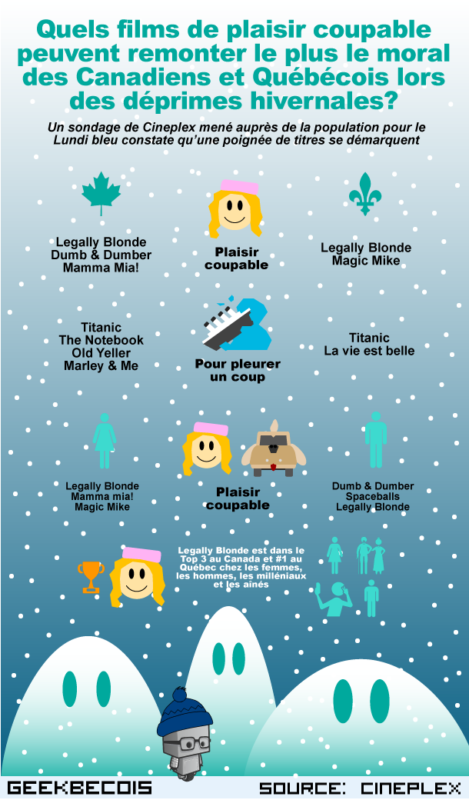 Quels films de plaisir coupable
peuvent remonter le plus le moral
des Canadiens et Québécois lors
des déprimes hivernales?
Un sondage de Cineplex mené auprès de la population pour le
Lundi bleu constate qu'une poignée de titres se démarquent
Legally Blonde
Dumb & Dumber
Mamma Mia!
Plaisir
coupable
Legally Blonde
Magic Mike
Titanic
The Notebook
Old Yeller
Marley & Me
Pour pleurer
un coup
Titanic
La vie est belle
Legally Blonde
Mamma mia!
Magic Mike
Plaisir
coupable
Dumb & Dumber
Spaceballs
Legally Blonde
Legally Blonde est dans le
Top 3 au Canada et #1 au
Québec chez les femmes,
les hommes, les milléniaux
et les aînés
GEEKBECOIS
SOURCE: CINEPLEX